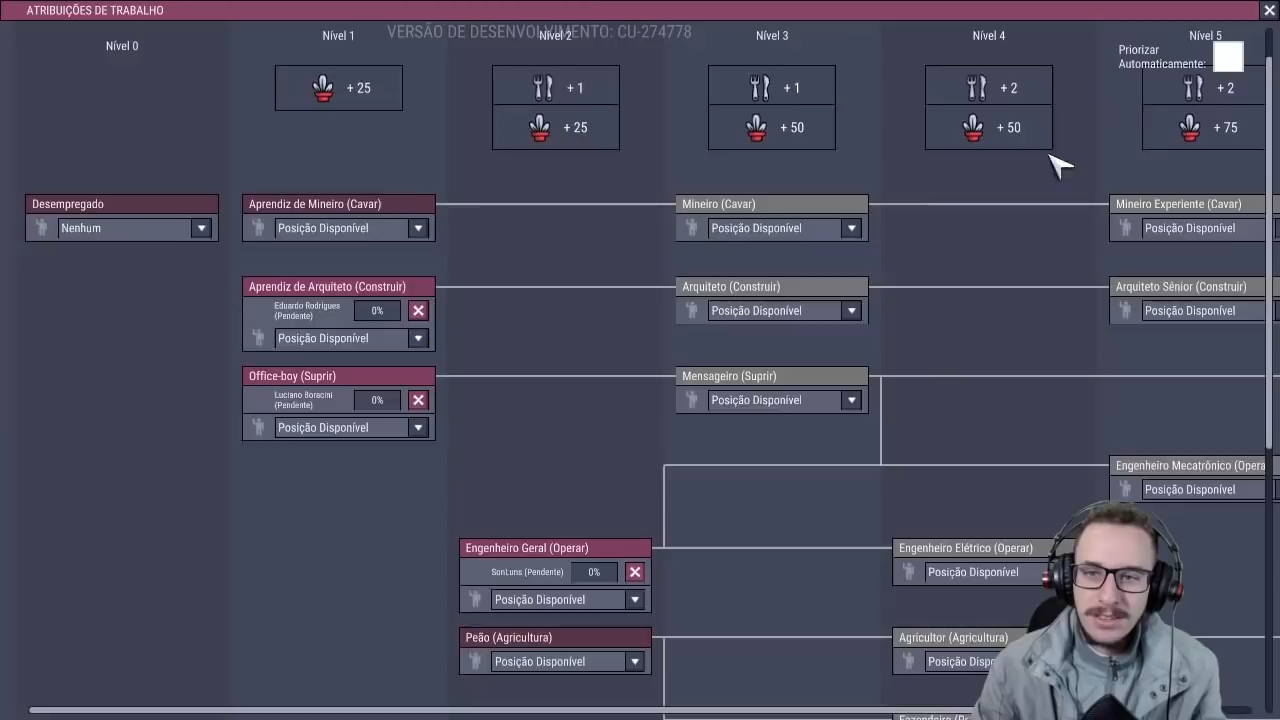 ATRIBUIÇÕES DE TRABALHO
VERSÃO DE DESENVOLVIMENTO: CU-274778
Nível 0
Nível 1
Nível 2
Nível 3
Nível 4
Nível 5
Priorizar
Automaticamente:
+ 25
+ 1
+ 25
+ 1
+ 50
+ 2
+ 50
+ 2
+ 75
Desempregado
Nenhum
Aprendiz de Mineiro (Cavar)
Posição Disponível
Mineiro (Cavar)
Posição Disponível
Mineiro Experiente (Cavar)
Posição Disponível
Aprendiz de Arquiteto (Construir)
Eduardo Rodrigues
(Pendente)
0%
Posição Disponível
Arquiteto (Construir)
Posição Disponível
Arquiteto Sênior (Construir)
Posição Disponível
Office-boy (Suprir)
Luciano Boracini
(Pendente)
0%
Posição Disponível
Mensageiro (Suprir)
Posição Disponível
Engenheiro Mecatrônico (Opera
Posição Disponível
Engenheiro Geral (Operar)
SonLuns (Pendente)
0%
Posição Disponível
Engenheiro Elétrico (Operar)
Posição Disponível
Peão (Agricultura)
Posição Disponível
Agricultor (Agricultura)
Posição Disp